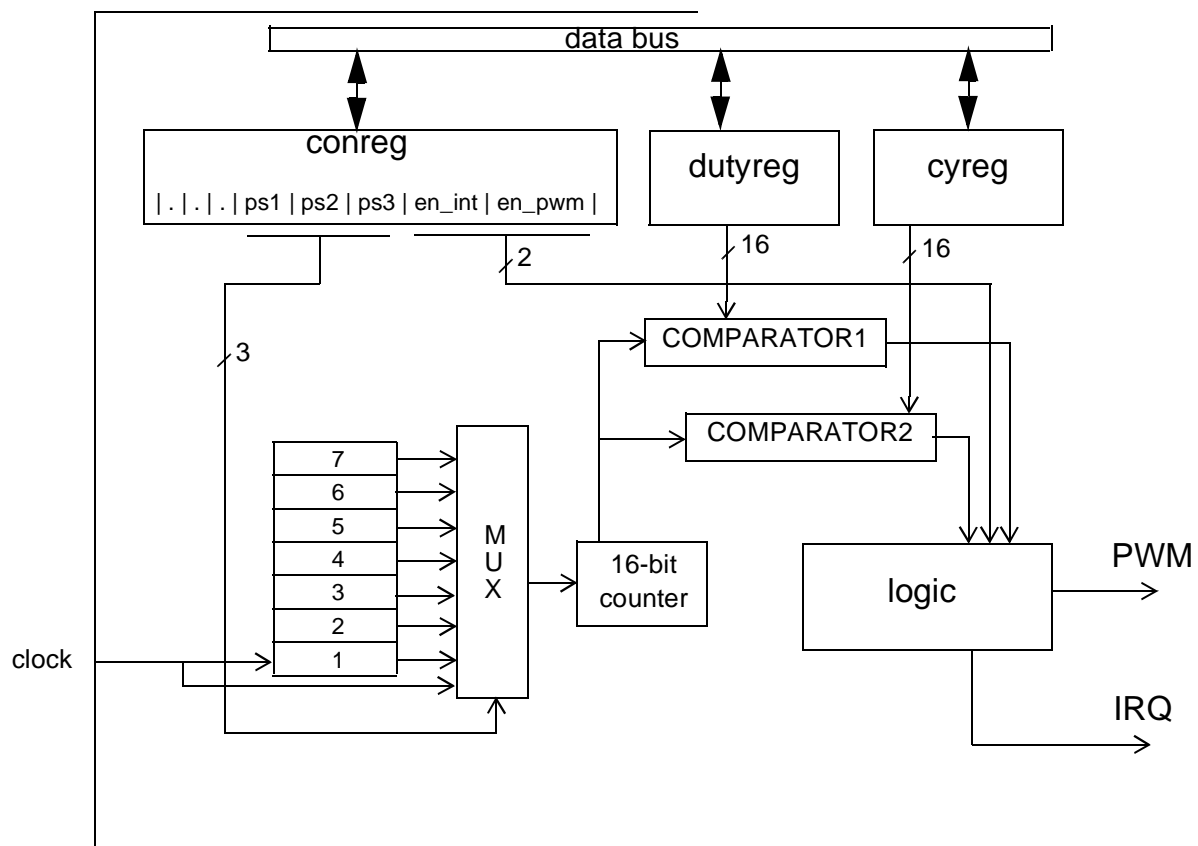 data bus
conreg
dutyreg
cyreg
| . | . | . | ps1 | ps2 | ps3 | en_int | en_pwm |
2
16
16
3
COMPARATOR1
COMPARATOR2
7
6
5
4
3
2
1
M
U
X
16-bit
counter
logic
PWM
clock
IRQ